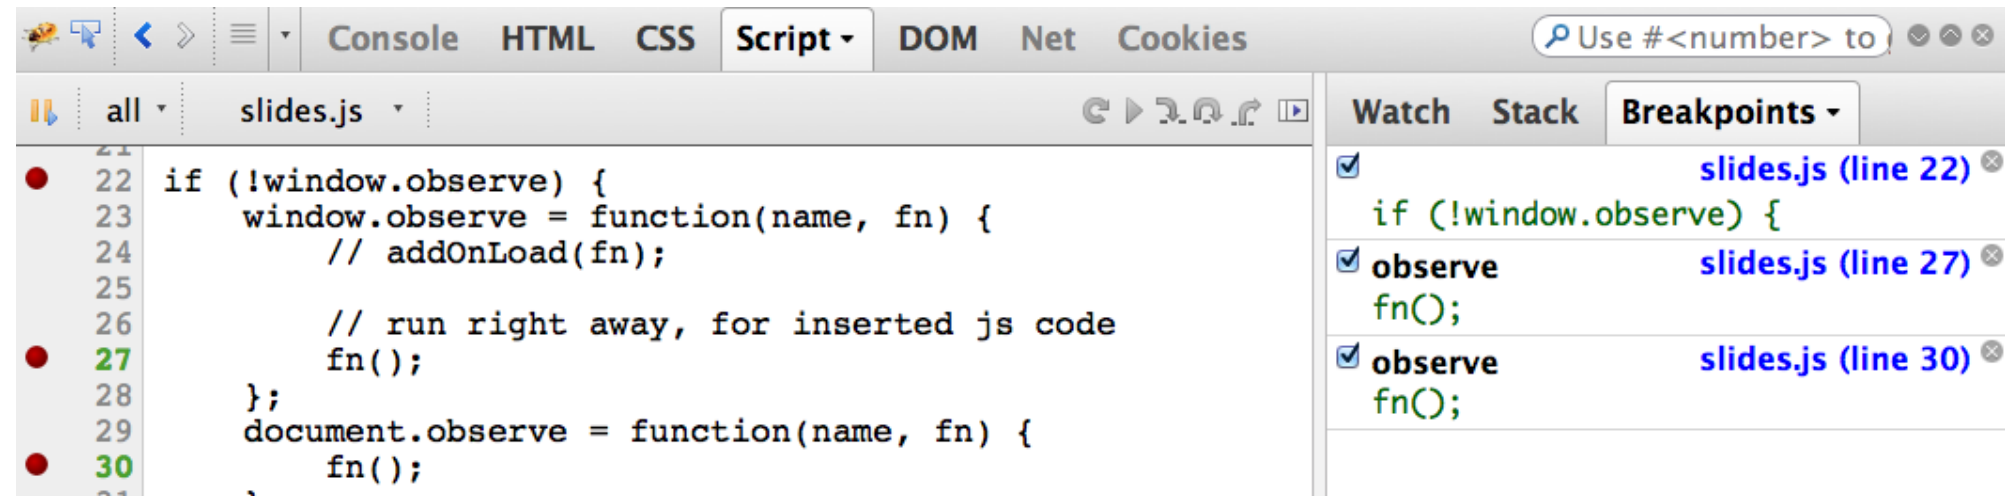 Console HTML CSS Script DOM Net Cookies Use #<number> to
all slides.js
Watch Stack Breakpoints
21
22 if (!window.observe) {
23 window.observe = function(name, fn) {
24 // addOnLoad(fn);
25
26 // run right away, for inserted js code
27 fn();
28 };
29 document.observe = function(name, fn) {
30 fn();
slides.js (line 22)
if (!window.observe) {
observe slides.js (line 27)
fn();
observe slides.js (line 30)
fn();